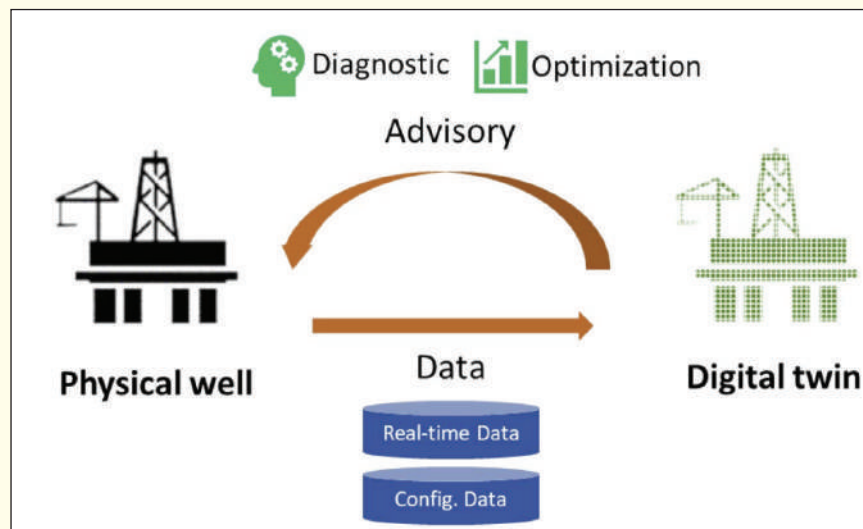 Diagnostic Optimization
Advisory
Physical well
Data
Digital twin
Real-time Data
Config. Data